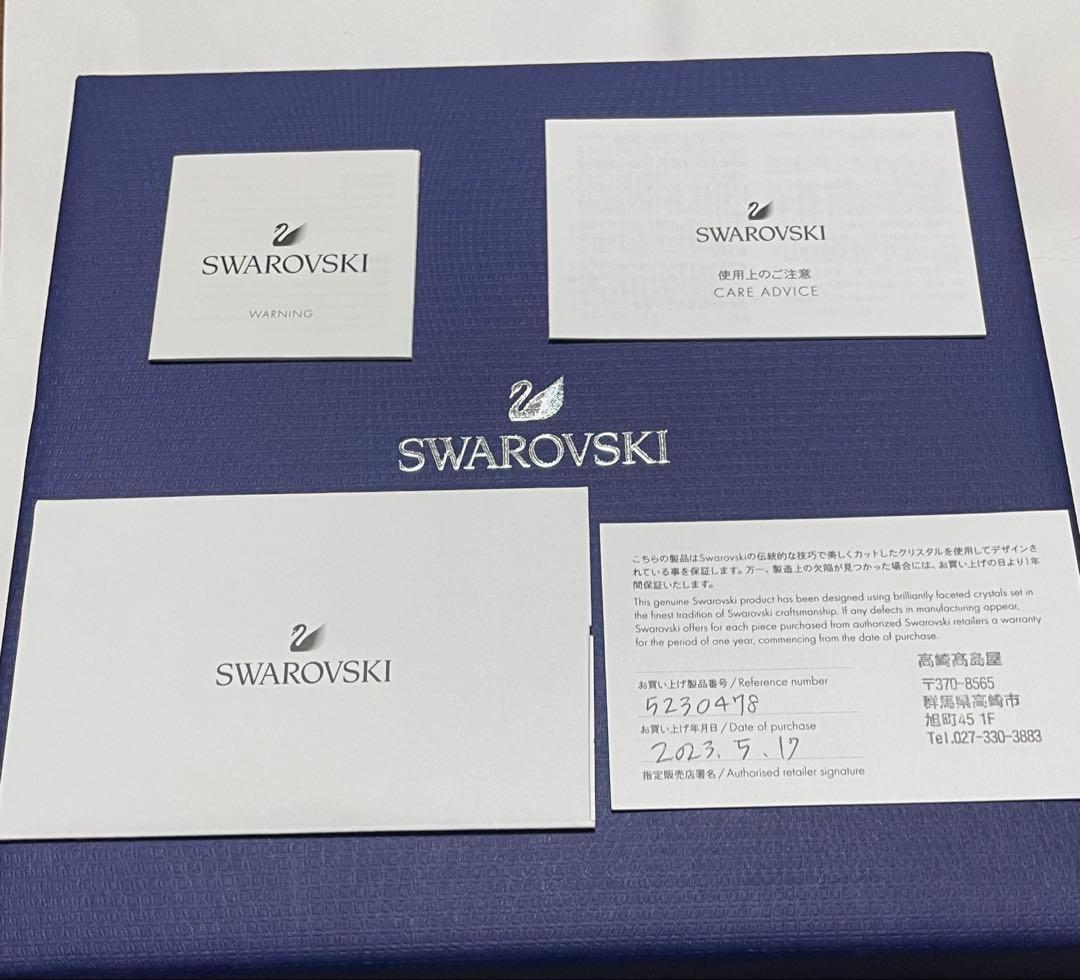 SWAROVSKI
WARNING
SWAROVSKI
使用上のご注意
CARE ADVICE
SWAROVSKI
SWAROVSKI
こちらの製品はSwarovskiの伝統的な技巧で美しくカットしたクリスタルを使用してデザインさ
れている事を保証します。万一、製造上の欠陥が見つかった場合には、お買い上げの日より1年
間保証いたします。
This genuine Swarovski product has been designed using brilliantly faceted crystals set in
the finest tradition of Swarovski craftsmanship. If any defects in manufacturing appear,
Swarovski offers for each piece purchased from authorized Swarovski retailers a warranty
for the period of one year, commencing from the date of purchase.
お買い上げ製品番号 / Reference number
5230478
お買い上げ年月日 / Date of purchase
2023. 5. 17
指定販売店署名 / Authorised retailer signature
高崎髙島屋
〒370-8565
群馬県高崎市
旭町45 1F
Tel.027-330-3883